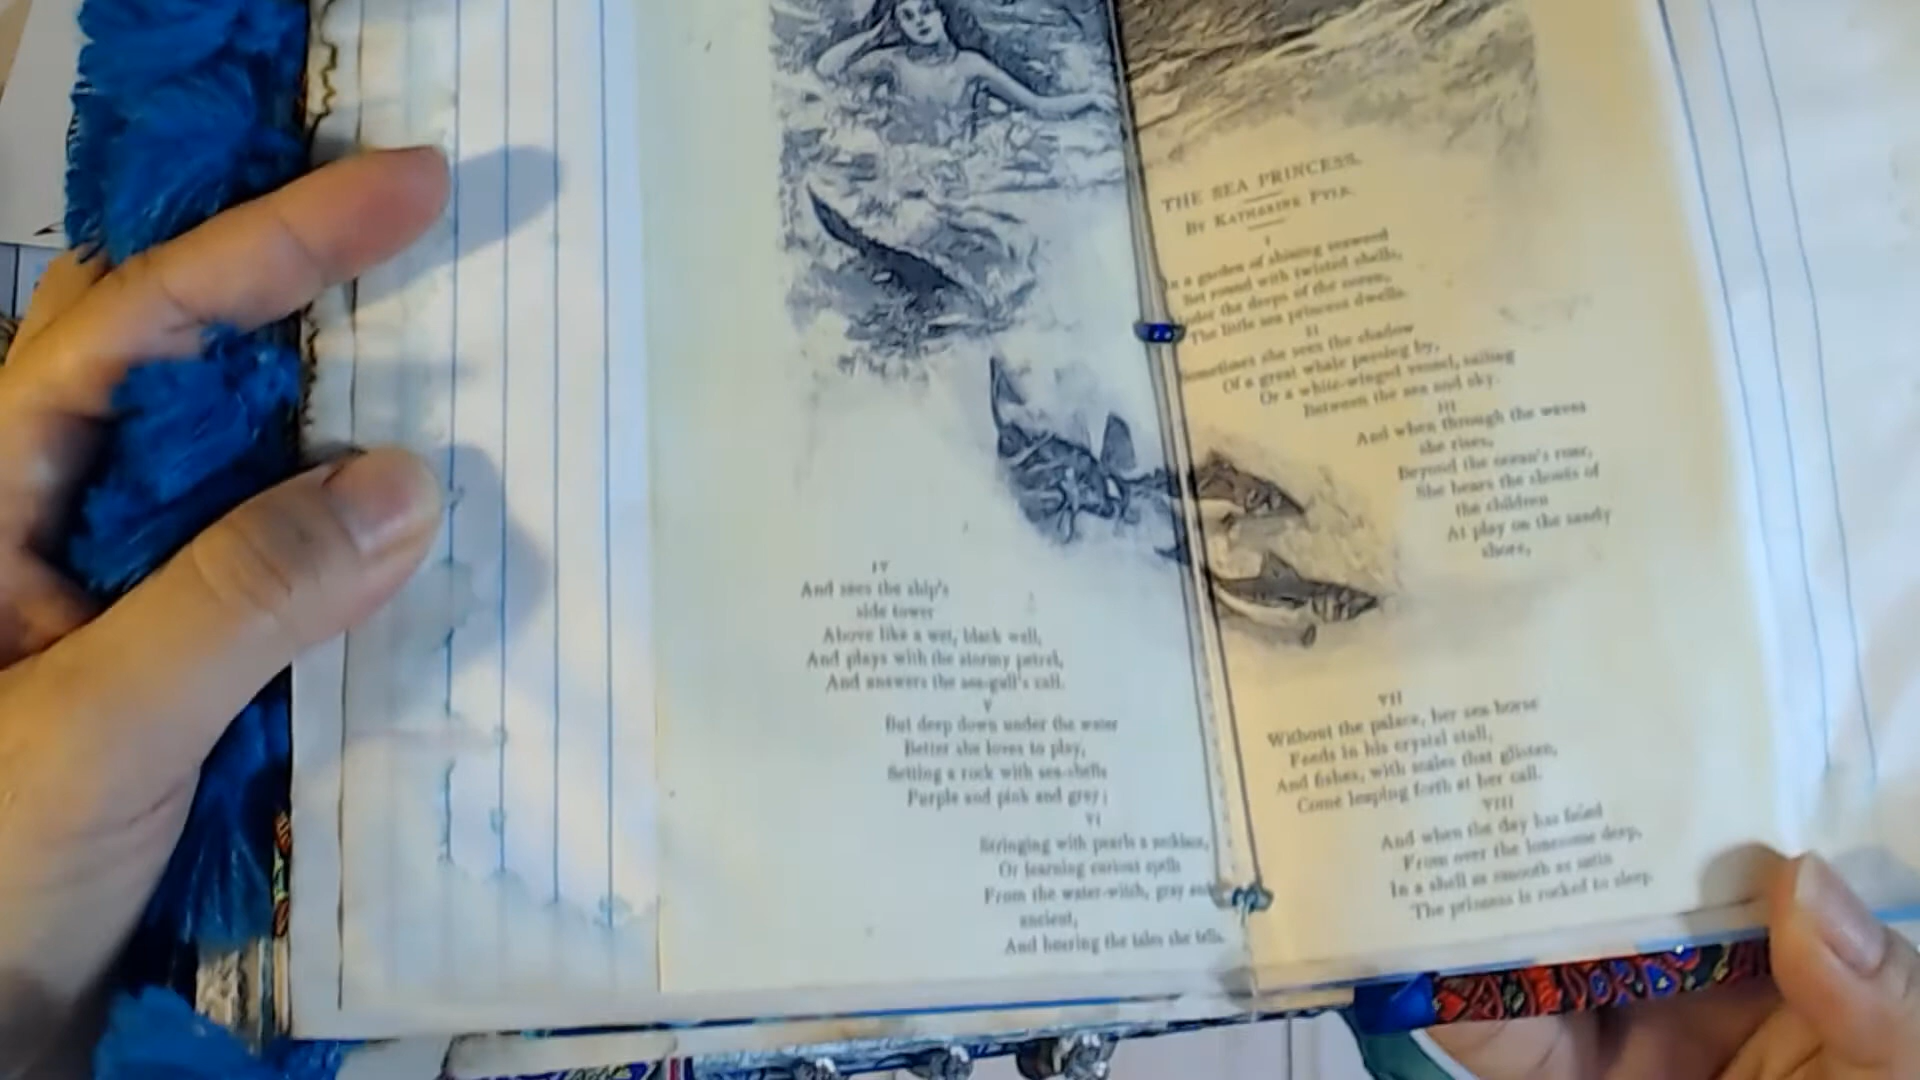 THE SEA PRINCESS.
By KATHARINE PYLE.
I
In a garden of shining seaweed
Set round with twisted shells,
Under the deeps of the ocean,
The little sea princess dwells.
II
Sometimes she sees the shadow
Of a great whale passing by,
Or a white-winged vessel, sailing
Between the sea and sky.
III
And when through the waves
she rises,
Beyond the ocean's roar,
She hears the shouts of
the children
At play on the sandy
shore,
IV
And sees the ship's
side tower
Above like a wet, black wall,
And plays with the stormy petrel,
And answers the sea-gull's call.
V
But deep down under the water
Better she loves to play,
Setting a rock with sea-shells
Purple and pink and gray;
VI
Stringing with pearls a necklace,
Or learning curious spells
From the water-witch, gray and
ancient,
And hearing the tales she tells.
VII
Without the palace, her sea horse
Feeds in his crystal stall,
And fishes, with scales that glisten,
Come leaping forth at her call.
VIII
And when the day has faded
From over the lonesome deep,
In a shell as smooth as satin
The princess is rocked to sleep.